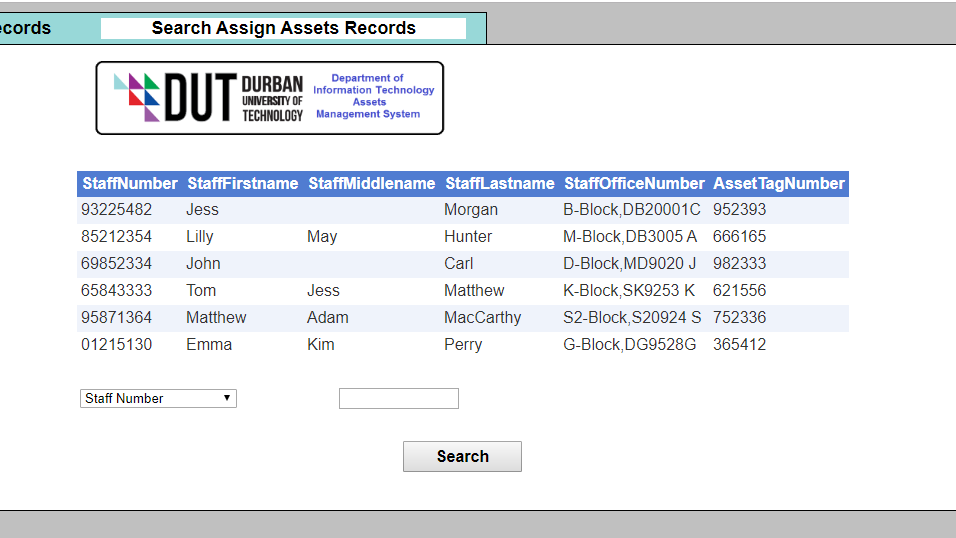 ecords Search Assign Assets Records
DUT DURBAN UNIVERSITY OF TECHNOLOGY
Department of
Information Technology
Assets
Management System
StaffNumber StaffFirstname StaffMiddlename StaffLastname StaffOfficeNumber AssetTagNumber
93225482 Jess Morgan B-Block,DB20001C 952393
85212354 Lilly May Hunter M-Block,DB3005 A 666165
69852334 John Carl D-Block,MD9020 J 982333
65843333 Tom Jess Matthew K-Block,SK9253 K 621556
95871364 Matthew Adam MacCarthy S2-Block,S20924 S 752336
01215130 Emma Kim Perry G-Block,DG9528G 365412
Staff Number
Search